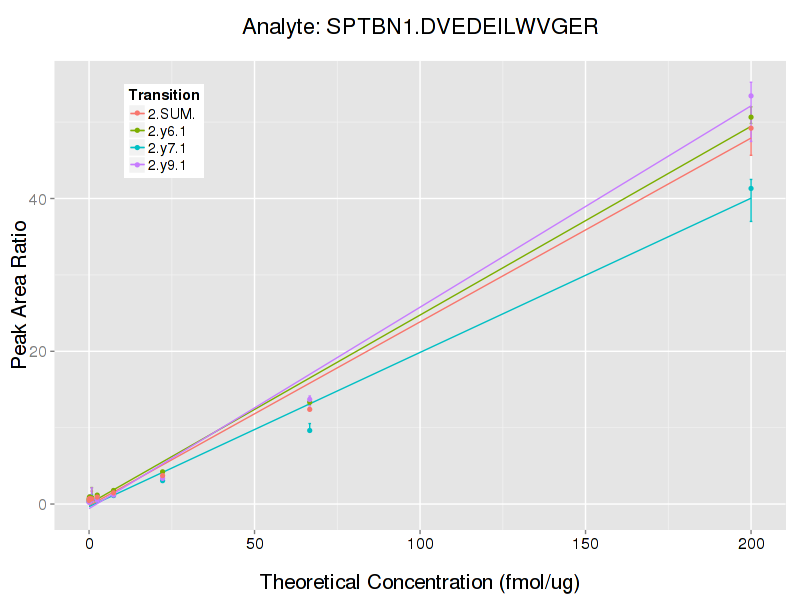 Analyte: SPTBN1.DVEDEILWVGER
Transition
2.SUM.
2.y6.1
2.y7.1
2.y9.1
Peak Area Ratio
40
20
0
0 50 100 150 200
Theoretical Concentration (fmol/ug)